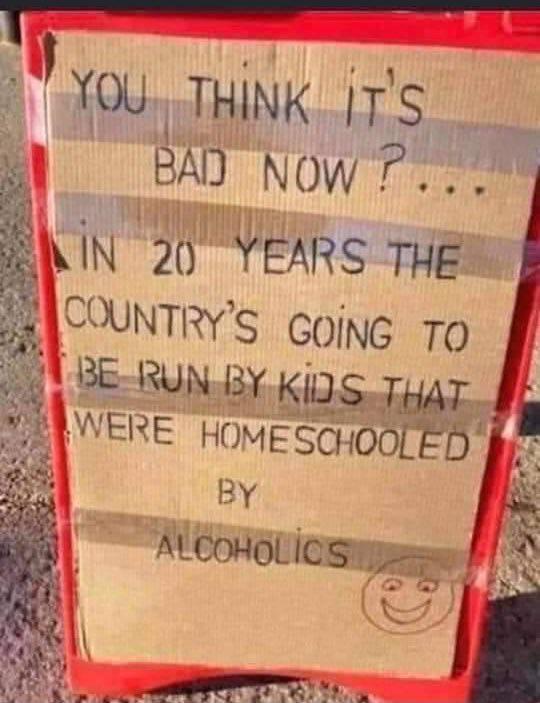 YOU THINK IT'S
BAD NOW?...
IN 20 YEARS THE
COUNTRY'S GOING TO
BE RUN BY KIDS THAT
WERE HOMESCHOOLED
BY
ALCOHOLICS